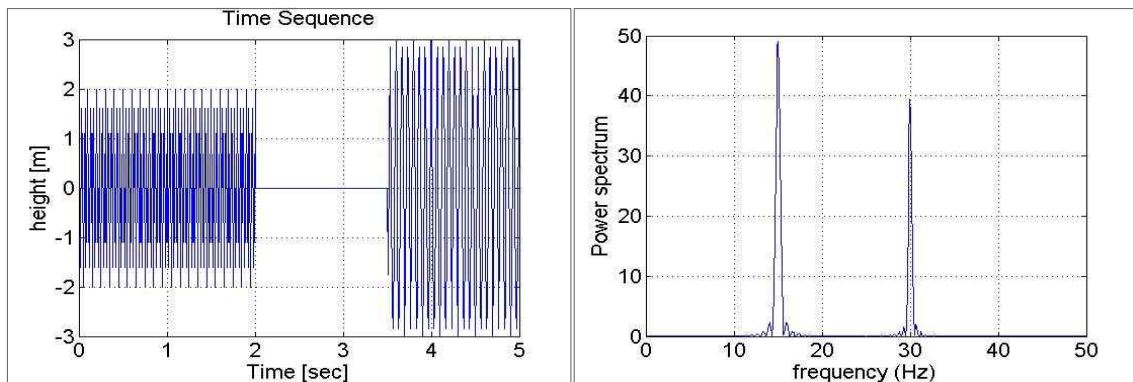 Time Sequence
height [m]
3
2
1
0
-1
-2
-3
0 1 2 3 4 5
Time [sec]
Power spectrum
50
40
30
20
10
0
0 10 20 30 40 50
frequency (Hz)